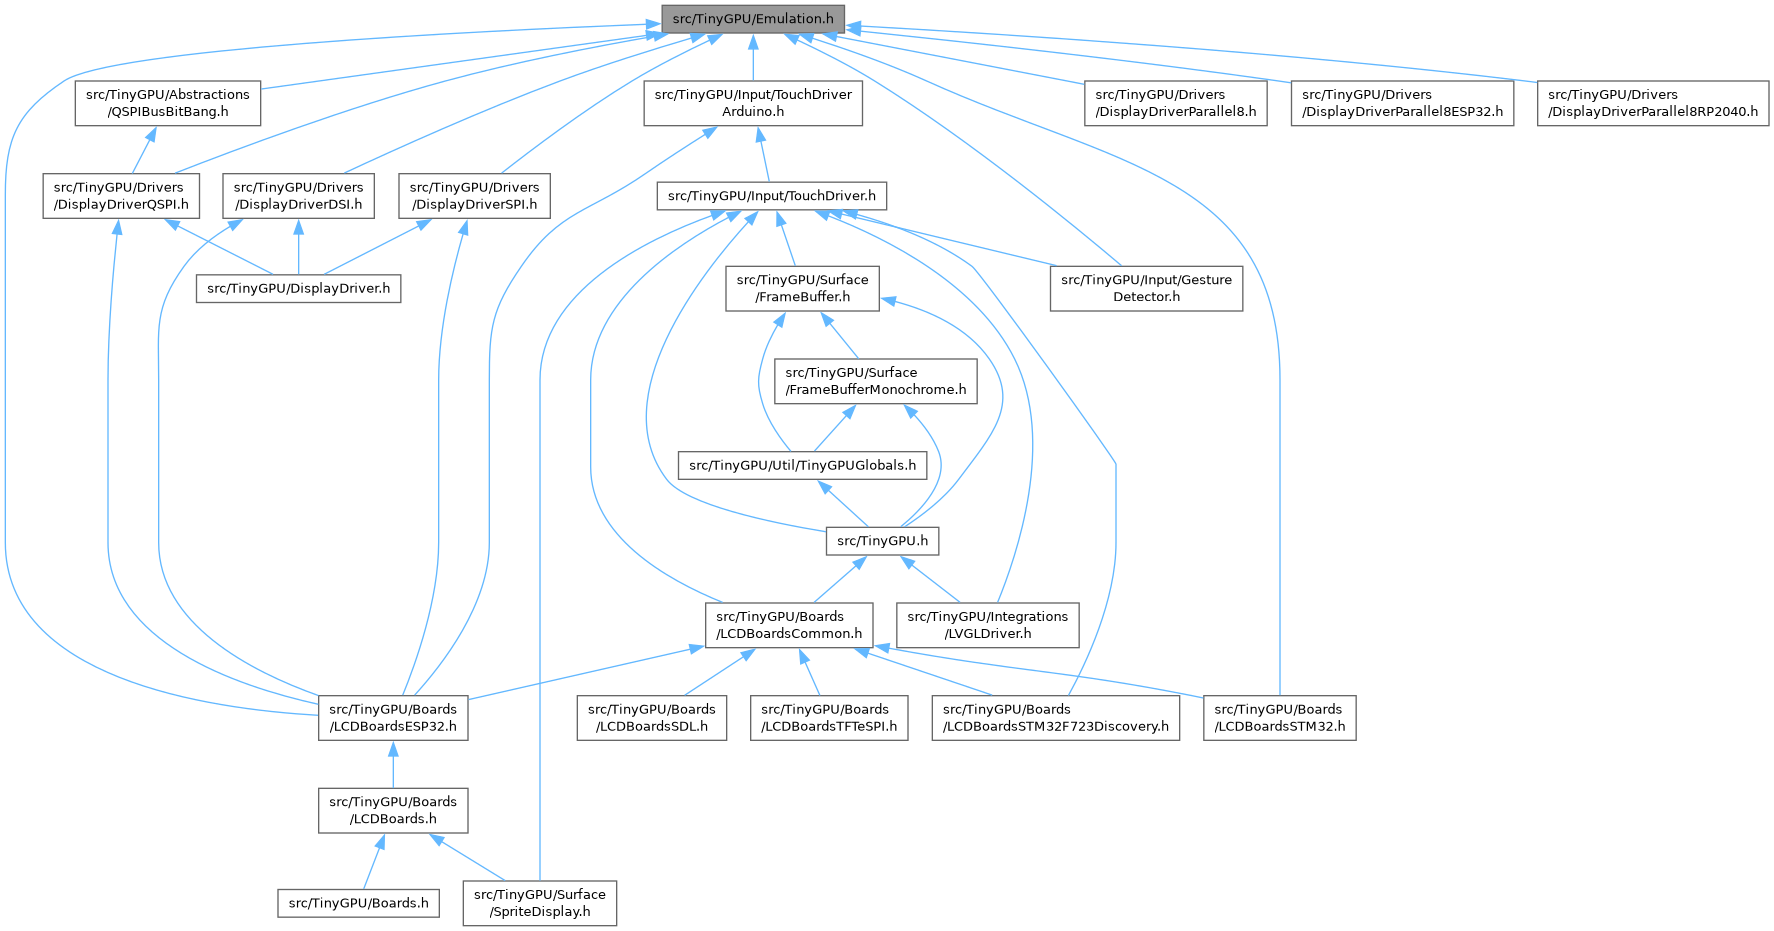 src/TinyGPU/Emulation.h
src/TinyGPU/Abstractions
/QSPIBusBitBang.h
src/TinyGPU/Input/TouchDriver
Arduino.h
src/TinyGPU/Drivers
/DisplayDriverParallel8.h
src/TinyGPU/Drivers
/DisplayDriverParallel8ESP32.h
src/TinyGPU/Drivers
/DisplayDriverParallel8RP2040.h
src/TinyGPU/Drivers
/DisplayDriverQSPI.h
src/TinyGPU/Drivers
/DisplayDriverDSI.h
src/TinyGPU/Drivers
/DisplayDriverSPI.h
src/TinyGPU/Input/TouchDriver.h
src/TinyGPU/DisplayDriver.h
src/TinyGPU/Surface
/FrameBuffer.h
src/TinyGPU/Input/Gesture
Detector.h
src/TinyGPU/Surface
/FrameBufferMonochrome.h
src/TinyGPU/Util/TinyGPUGlobals.h
src/TinyGPU.h
src/TinyGPU/Boards
/LCDBoardsCommon.h
src/TinyGPU/Integrations
/LVGLDriver.h
src/TinyGPU/Boards
/LCDBoardsESP32.h
src/TinyGPU/Boards
/LCDBoardsSDL.h
src/TinyGPU/Boards
/LCDBoardsTFTeSPI.h
src/TinyGPU/Boards
/LCDBoardsSTM32F723Discovery.h
src/TinyGPU/Boards
/LCDBoardsSTM32.h
src/TinyGPU/Boards
/LCDBoards.h
src/TinyGPU/Boards.h
src/TinyGPU/Surface
/SpriteDisplay.h